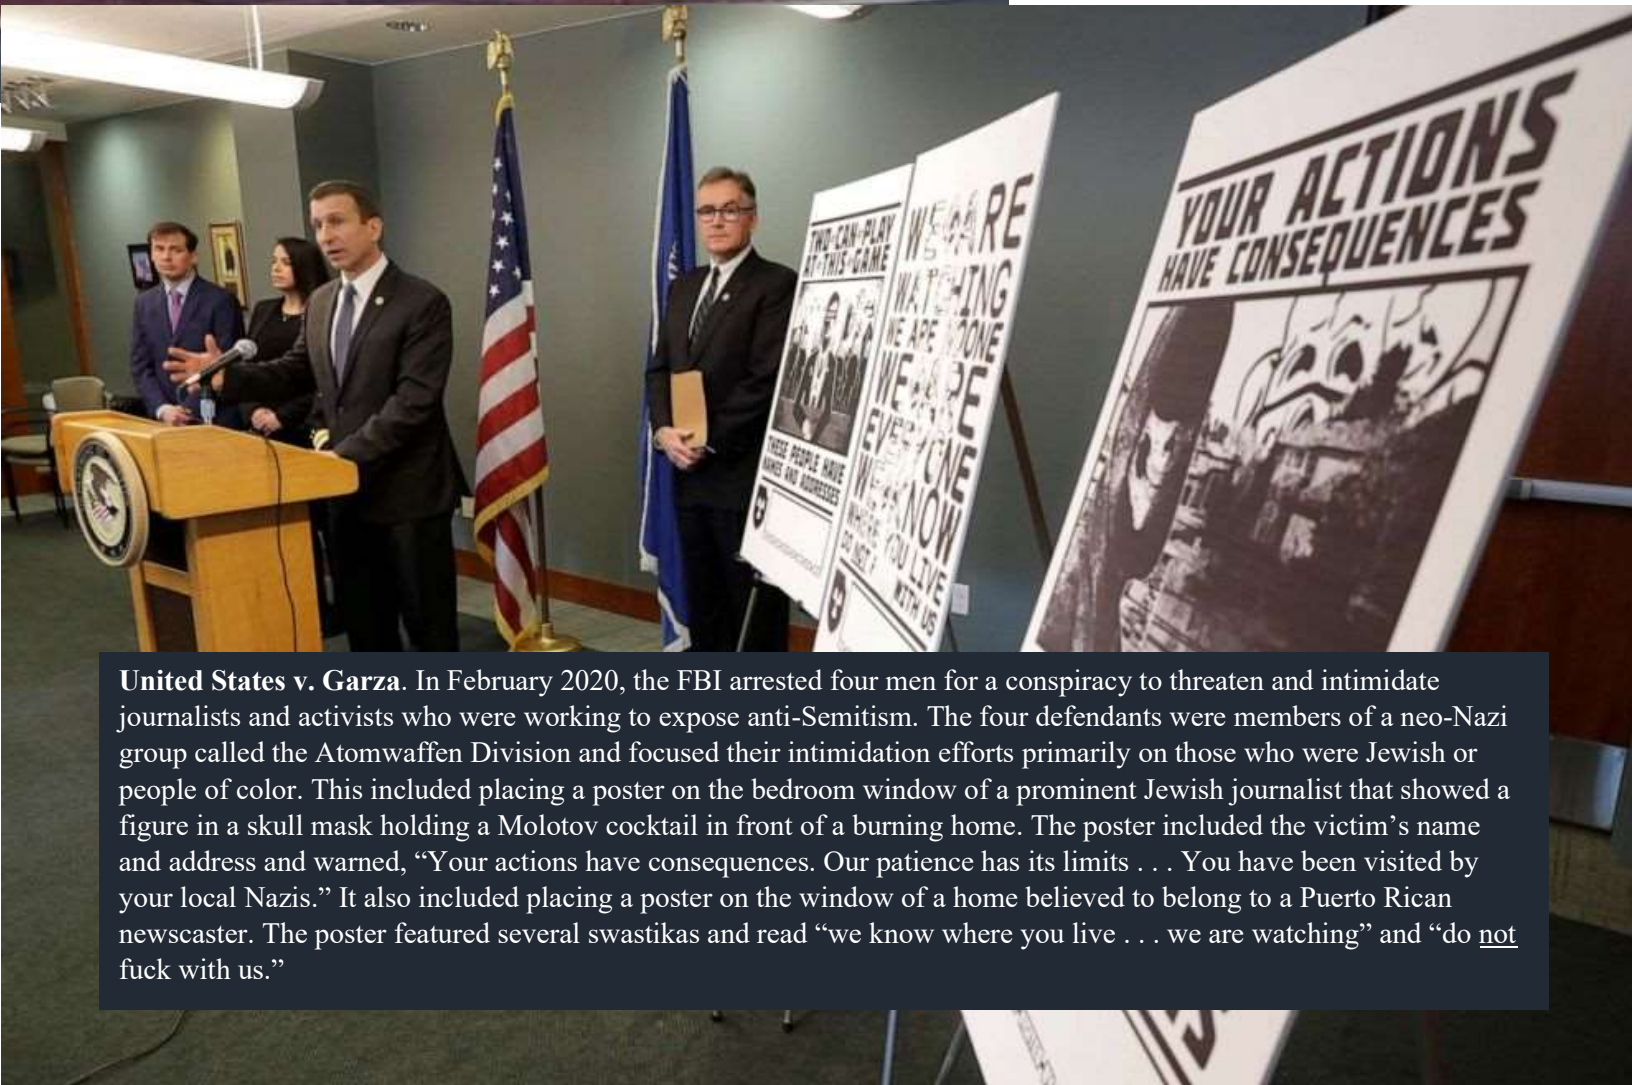 TWO-CAN-PLAY
AT-THIS-GAME
THESE PEOPLE HAVE
NAMES AND ADDRESSES
WE ARE
WATCHING
WE ARE
WE ARE
KNOW
WHERE YOU LIVE
DO NOT
WITH US
YOUR ACTIONS
HAVE CONSEQUENCES
United States v. Garza. In February 2020, the FBI arrested four men for a conspiracy to threaten and intimidate
journalists and activists who were working to expose anti-Semitism. The four defendants were members of a neo-Nazi
group called the Atomwaffen Division and focused their intimidation efforts primarily on those who were Jewish or
people of color. This included placing a poster on the bedroom window of a prominent Jewish journalist that showed a
figure in a skull mask holding a Molotov cocktail in front of a burning home. The poster included the victim’s name
and address and warned, “Your actions have consequences. Our patience has its limits . . . You have been visited by
your local Nazis.” It also included placing a poster on the window of a home believed to belong to a Puerto Rican
newscaster. The poster featured several swastikas and read “we know where you live . . . we are watching” and “do not
fuck with us.”